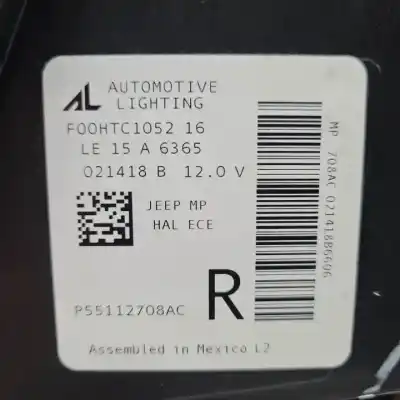 AL AUTOMOTIVE
LIGHTING
F00HTC1052 16
LE 15 A 6365
021418 B 12.0 V
JEEP MP
HAL ECE
P55112708AC
R
Assembled in Mexico L2
MP 708AC 021418B6606